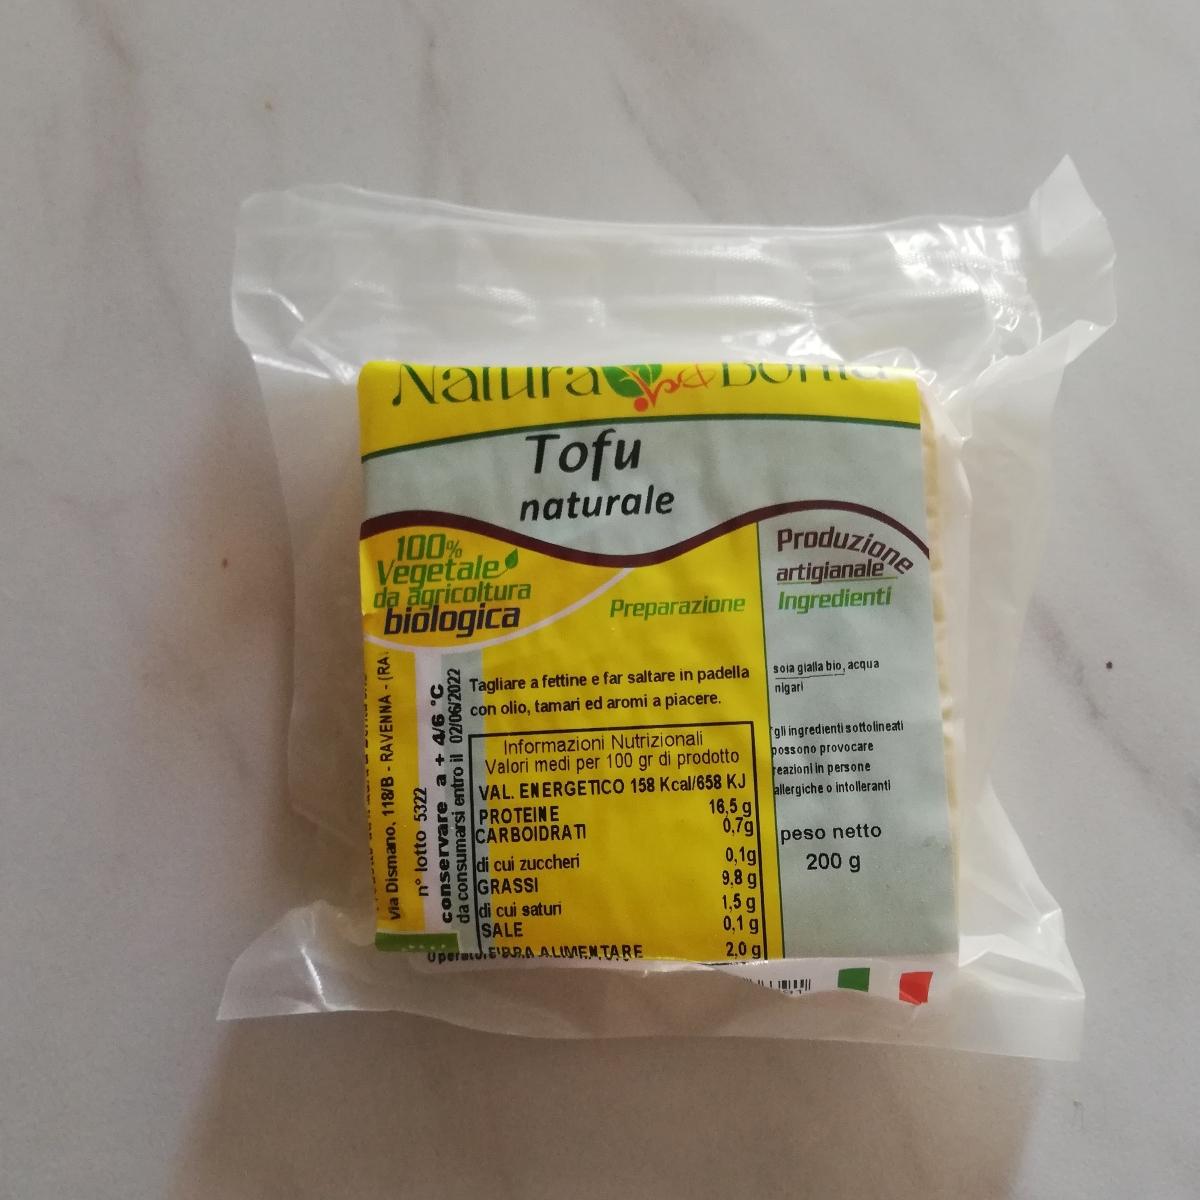 Natura & Bontà
Tofu
naturale
100%
Vegetale
da agricoltura
biologica
Preparazione
Produzione
artigianale
Ingredienti
Tagliare a fettine e far saltare in padella
con olio, tamari ed aromi a piacere.
soia gialla bio, acqua
nigari
*gli ingredienti sottolineati
possono provocare
reazioni in persone
allergiche o intolleranti
peso netto
200 g
Informazioni Nutrizionali
Valori medi per 100 gr di prodotto
VAL. ENERGETICO 158 Kcal/658 KJ
PROTEINE 16,5 g
CARBOIDRATI 0,7g
di cui zuccheri 0,1g
GRASSI 9,8 g
di cui saturi 1,5 g
SALE 0,1 g
FIBRA ALIMENTARE 2,0 g
Via Dismano, 118/B - RAVENNA - (RA
n° lotto 5322
conservare a + 4/6 °C
da consumarsi entro il 02/06/2022